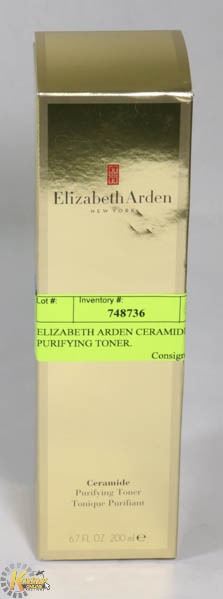 Elizabeth Arden
NEW YORK
Lot #: Inventory #:
748736
ELIZABETH ARDEN CERAMIDE
PURIFYING TONER.
Consign
Ceramide
Purifying Toner
Tonique Purifiant
6.7 FL. OZ. 200 ml e